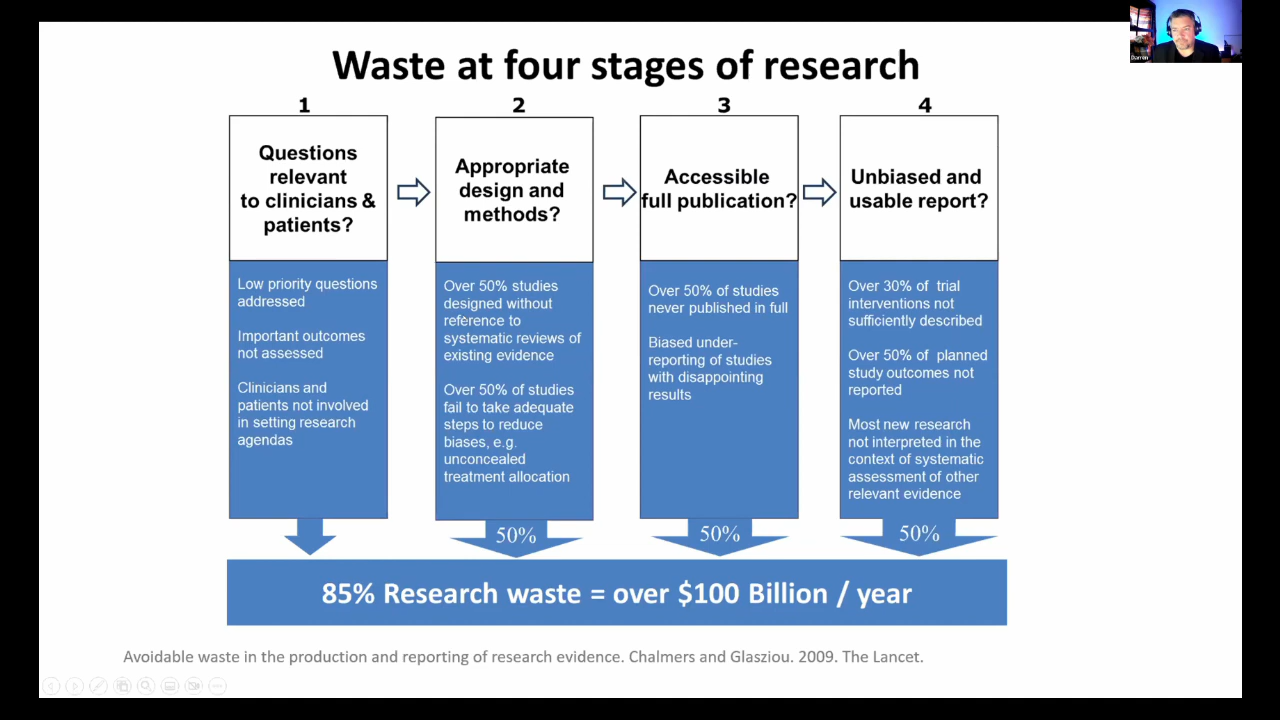 Waste at four stages of research
1
Questions
relevant
to clinicians &
patients?
Low priority questions
addressed
Important outcomes
not assessed
Clinicians and
patients not involved
in setting research
agendas
2
Appropriate
design and
methods?
Over 50% studies
designed without
reference to
systematic reviews of
existing evidence
Over 50% of studies
fail to take adequate
steps to reduce
biases, e.g.
unconcealed
treatment allocation
50%
3
Accessible
full publication?
Over 50% of studies
never published in full
Biased under-
reporting of studies
with disappointing
results
50%
4
Unbiased and
usable report?
Over 30% of trial
interventions not
sufficiently described
Over 50% of planned
study outcomes not
reported
Most new research
not interpreted in the
context of systematic
assessment of other
relevant evidence
50%
85% Research waste = over $100 Billion / year
Avoidable waste in the production and reporting of research evidence. Chalmers and Glasziou. 2009. The Lancet.
Darren